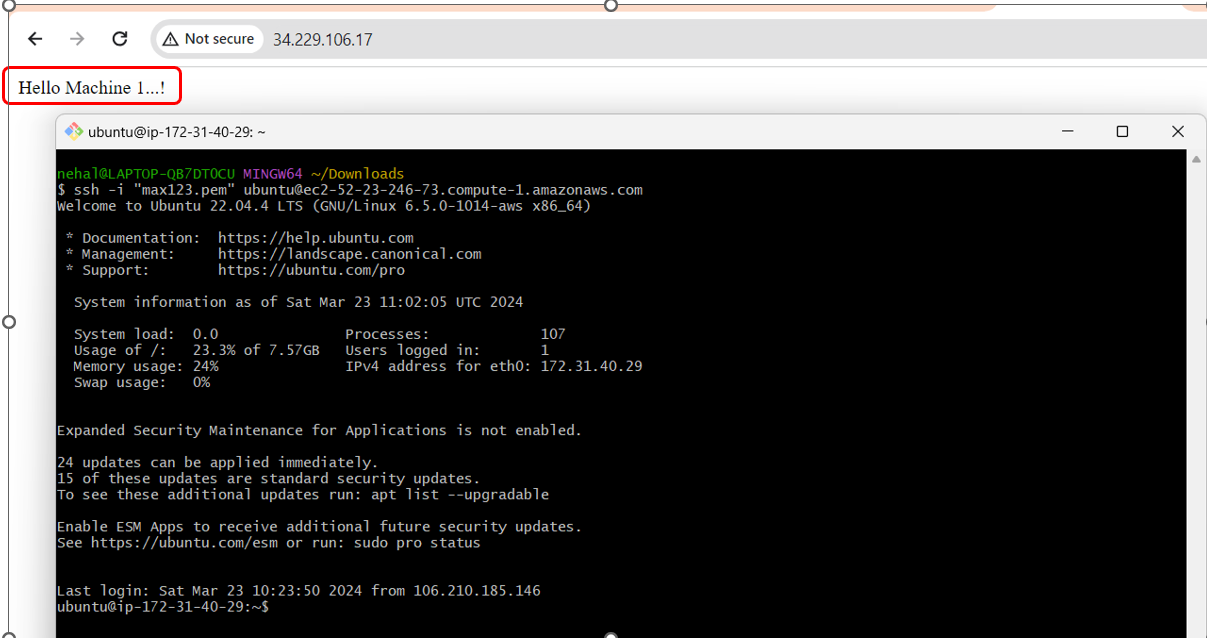 Not secure 34.229.106.17
Hello Machine 1...!
ubuntu@ip-172-31-40-29: ~
nehal@LAPTOP-QB7DTOCU MINGW64 ~/Downloads
$ ssh -i "max123.pem" ubuntu@ec2-52-23-246-73.compute-1.amazonaws.com
Welcome to Ubuntu 22.04.4 LTS (GNU/Linux 6.5.0-1014-aws x86_64)
* Documentation: https://help.ubuntu.com
* Management: https://landscape.canonical.com
* Support: https://ubuntu.com/pro
System information as of Sat Mar 23 11:02:05 UTC 2024
System load: 0.0 Processes: 107
Usage of /: 23.3% of 7.57GB Users logged in: 1
Memory usage: 24% IPv4 address for eth0: 172.31.40.29
Swap usage: 0%
Expanded Security Maintenance for Applications is not enabled.
24 updates can be applied immediately.
15 of these updates are standard security updates.
To see these additional updates run: apt list --upgradable
Enable ESM Apps to receive additional future security updates.
See https://ubuntu.com/esm or run: sudo pro status
Last login: Sat Mar 23 10:23:50 2024 from 106.210.185.146
ubuntu@ip-172-31-40-29:~$